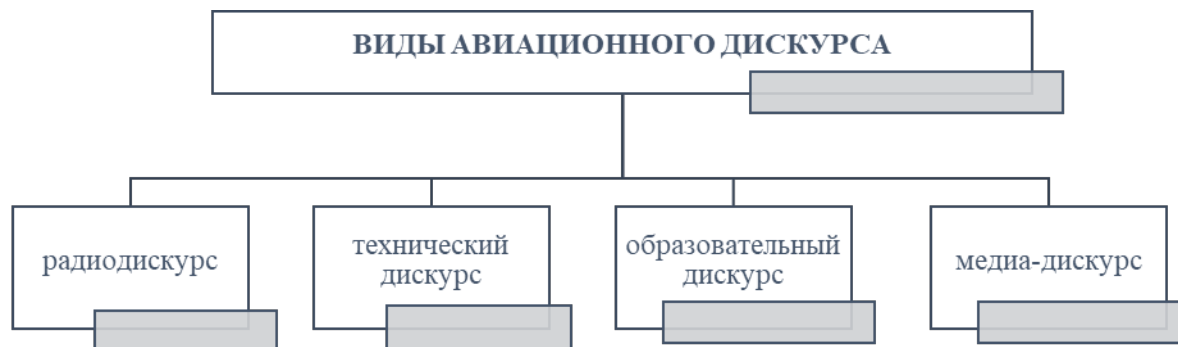 ВИДЫ АВИАЦИОННОГО ДИСКУРСА
радиодискурс
технический
дискурс
образовательный
дискурс
медиа-дискурс